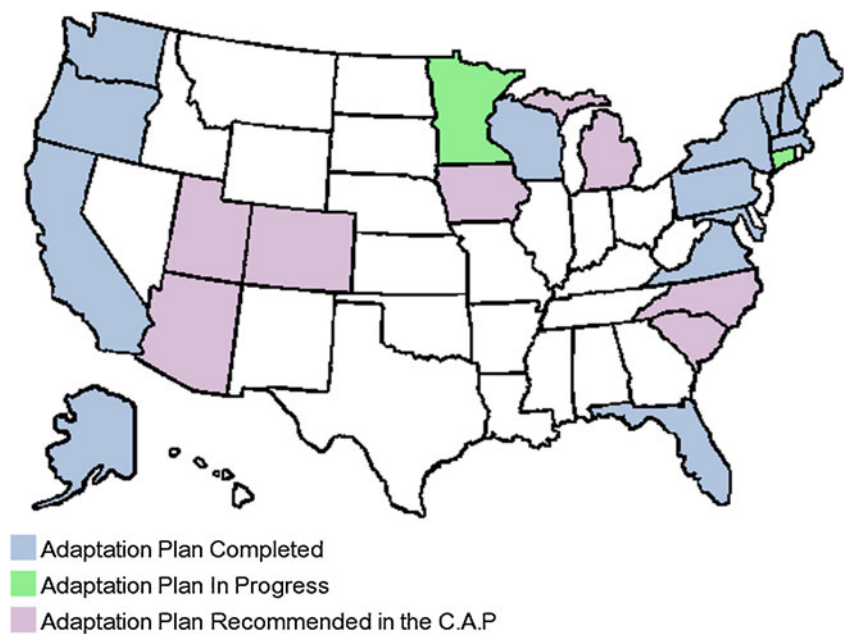 Adaptation Plan Completed
Adaptation Plan In Progress
Adaptation Plan Recommended in the C.A.P